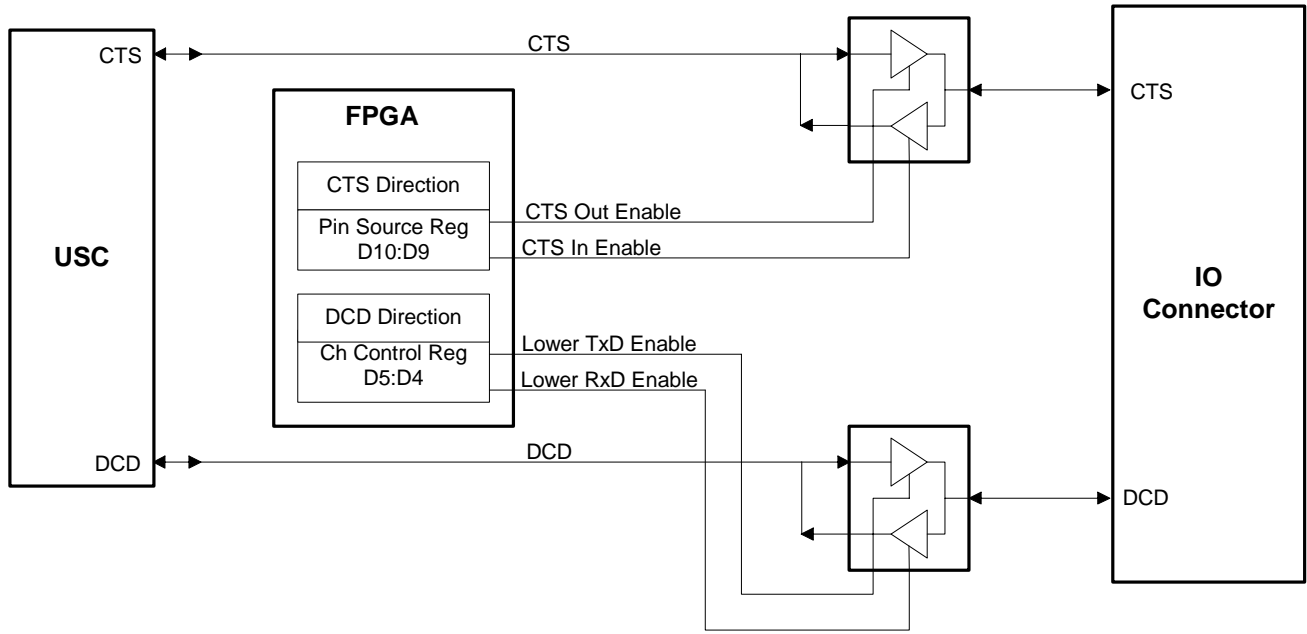 CTS
CTS
FPGA
CTS
CTS Direction
CTS Out Enable
Pin Source Reg
D10:D9
CTS In Enable
USC
IO
Connector
DCD Direction
Lower TxD Enable
Ch Control Reg
D5:D4
Lower RxD Enable
DCD
DCD
DCD